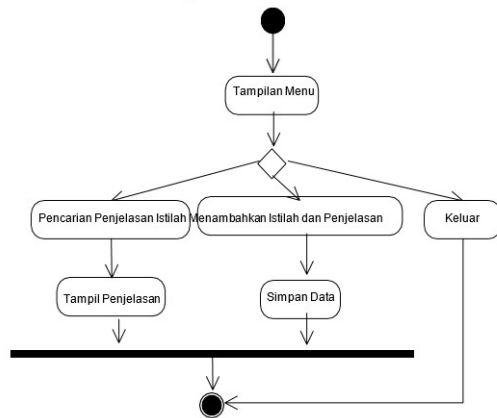 Tampilan Menu
Pencarian Penjelasan Istilah
Menambahkan Istilah dan Penjelasan
Keluar
Tampil Penjelasan
Simpan Data